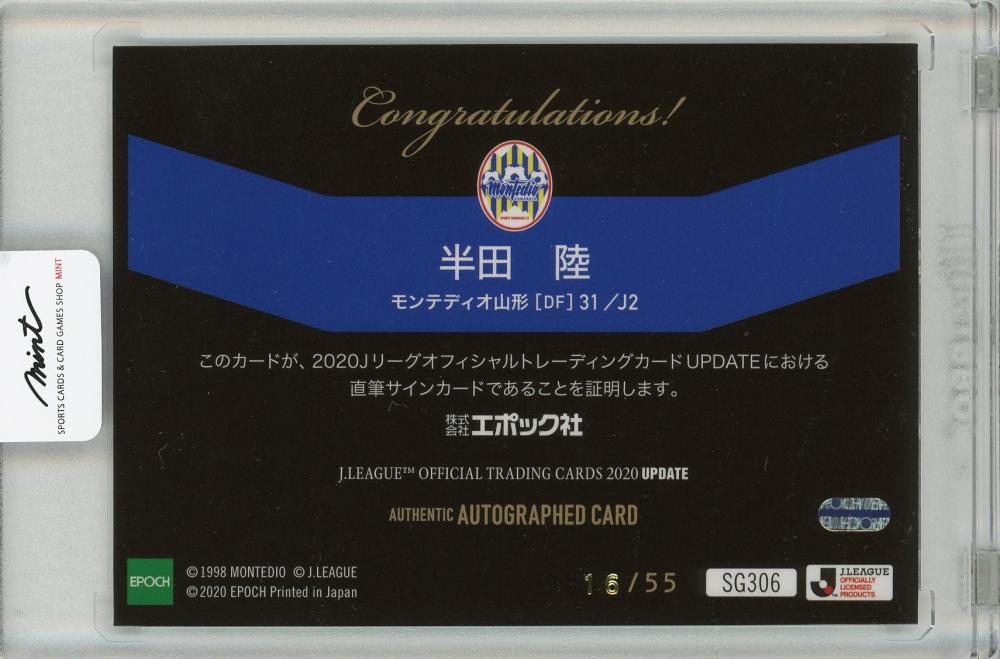 Congratulations!
Montedio
半田 陸
モンテディオ山形 [DF] 31 /J2
このカードが、2020JリーグオフィシャルトレーディングカードUPDATEにおける
直筆サインカードであることを証明します。
株式会社エポック社
J.LEAGUE™ OFFICIAL TRADING CARDS 2020 UPDATE
AUTHENTIC AUTOGRAPHED CARD
EPOCH
©1998 MONTEDIO ©J.LEAGUE
©2020 EPOCH Printed in Japan
16/55
SG306
J.LEAGUE
OFFICIALLY
LICENSED
PRODUCTS
mint
SPORTS CARDS & CARD GAMES SHOP MINT